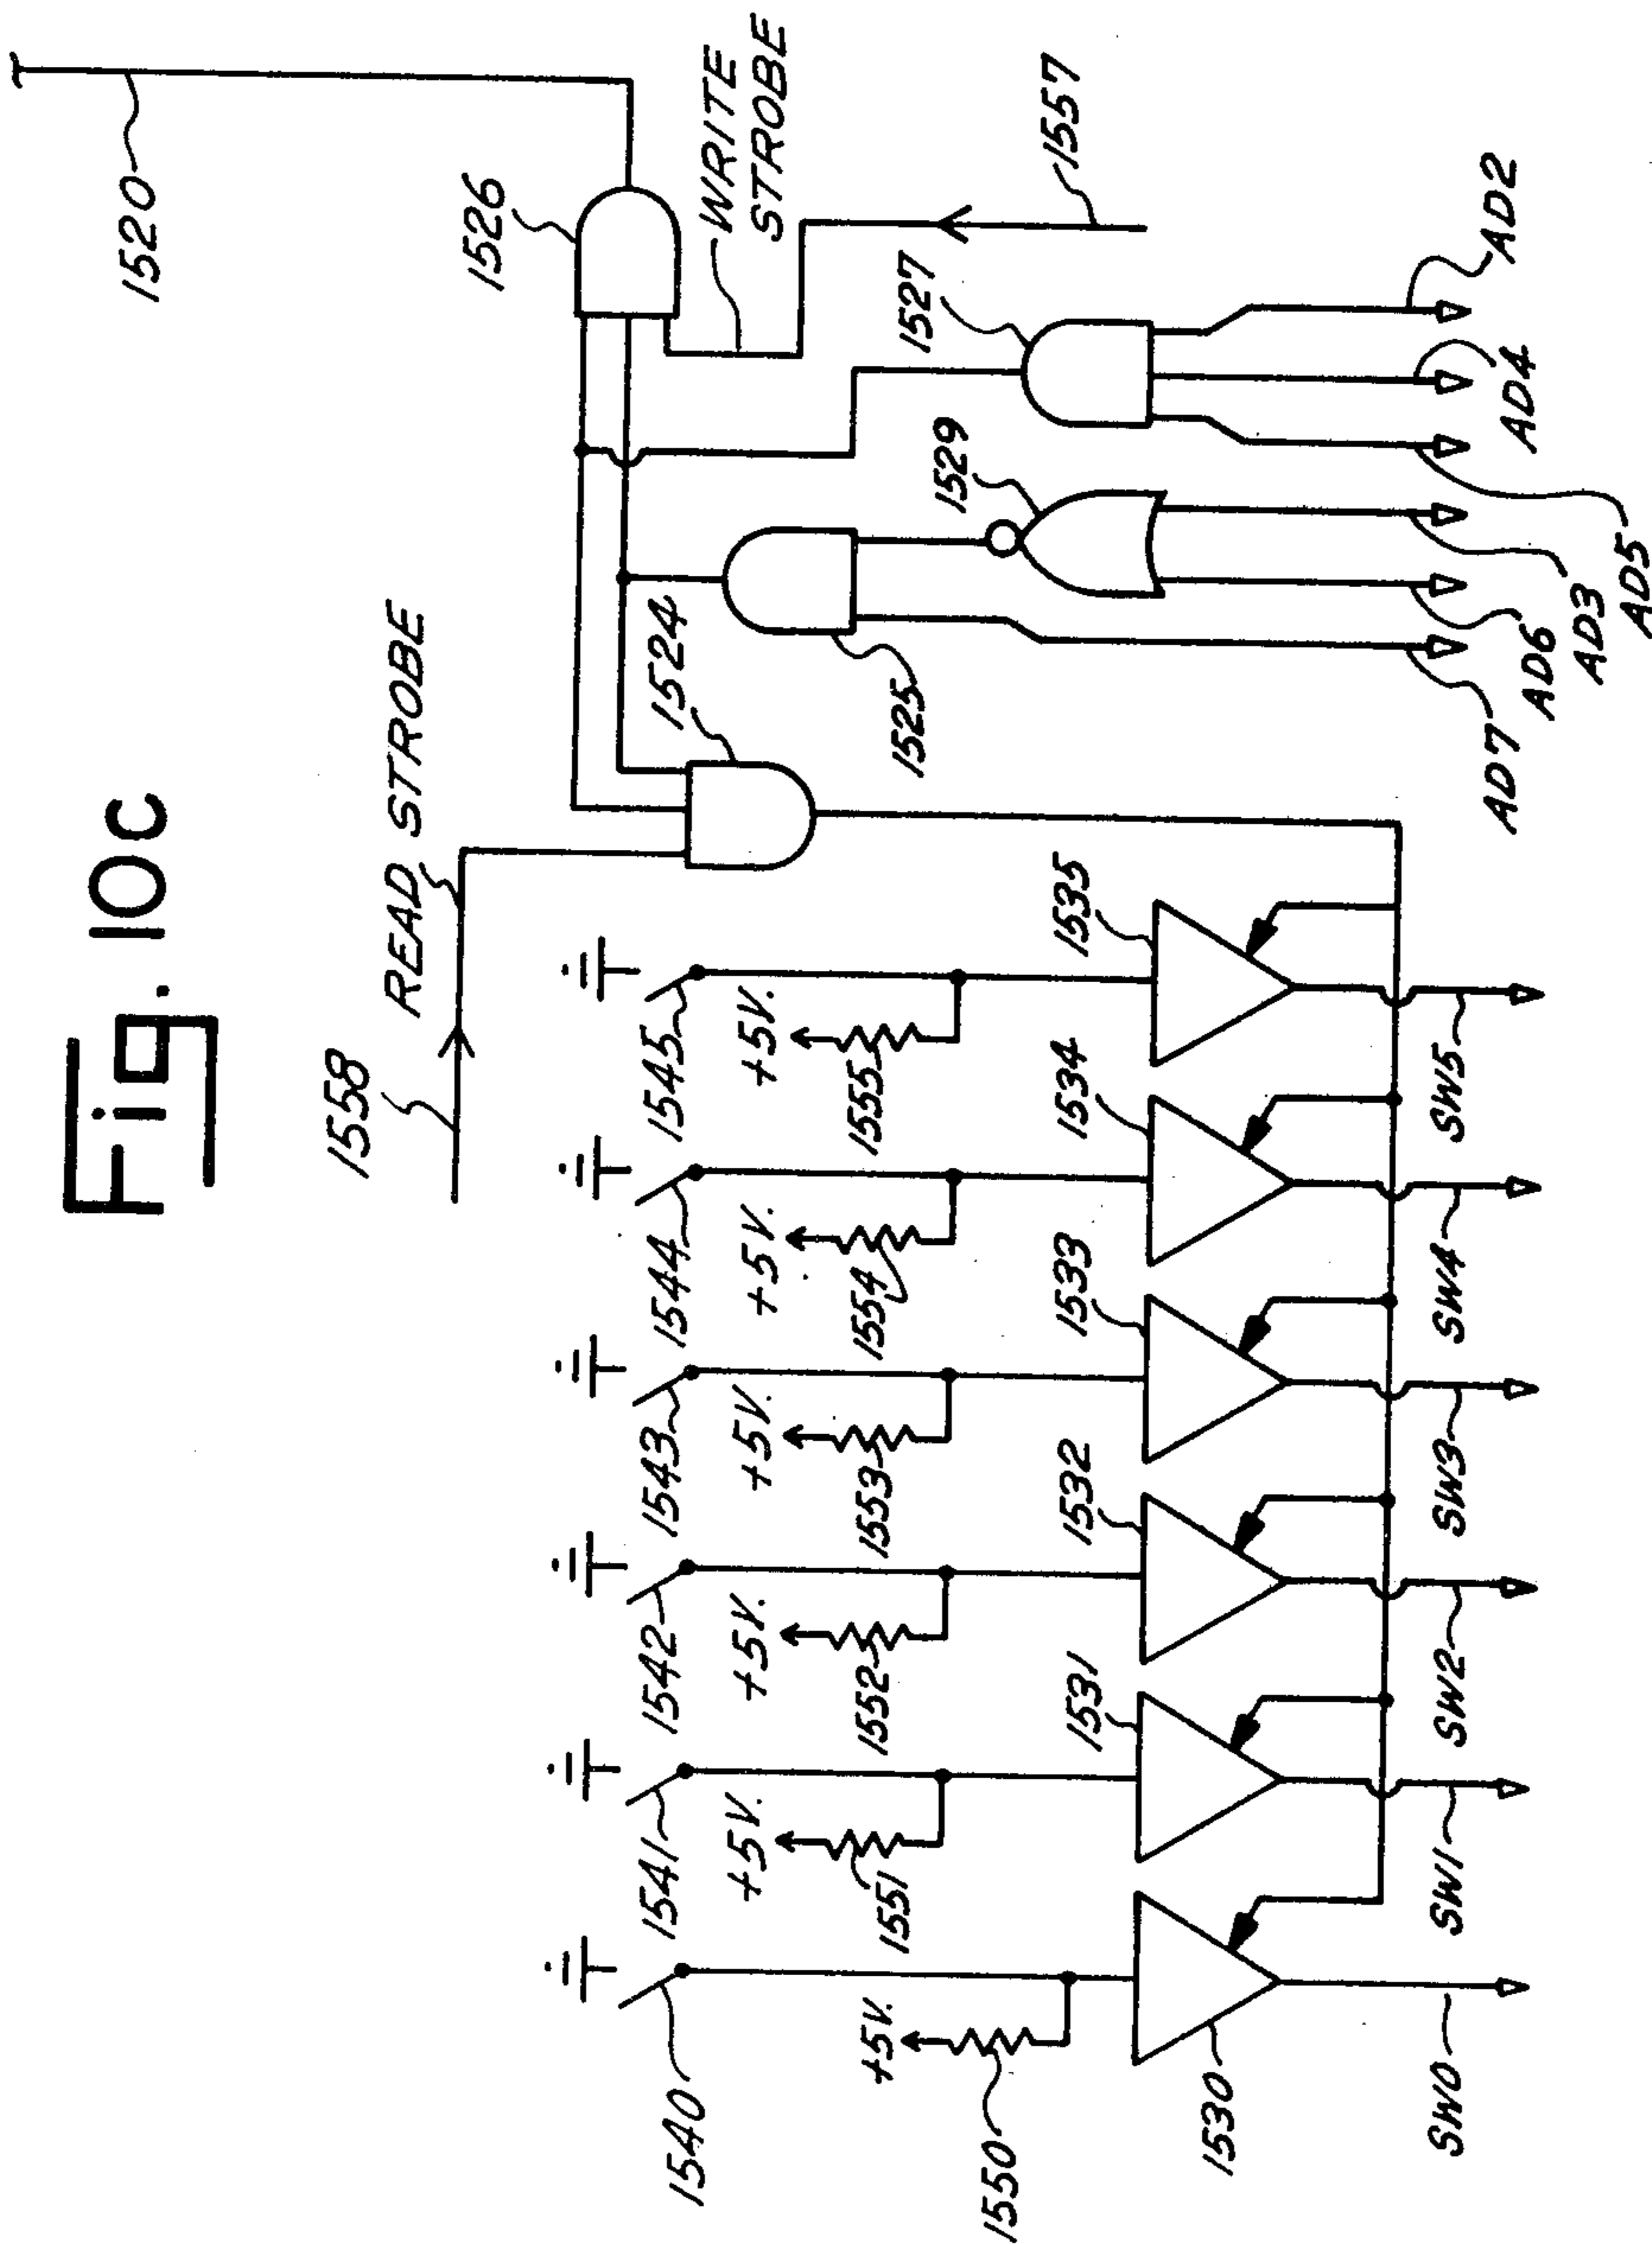 Fig. 10c
1558
READ STROBE
1520
1526
WRITE
STROBE
1557
1524
1525
1529
1527
AD7
AD6
AD3
AD5
AD4
AD2
1540
1541
1542
1543
1544
1545
+5V.
+5V.
+5V.
+5V.
+5V.
+5V.
1550
1551
1552
1553
1554
1555
1530
1531
1532
1533
1534
1535
SW0
SW1
SW2
SW3
SW4
SW5